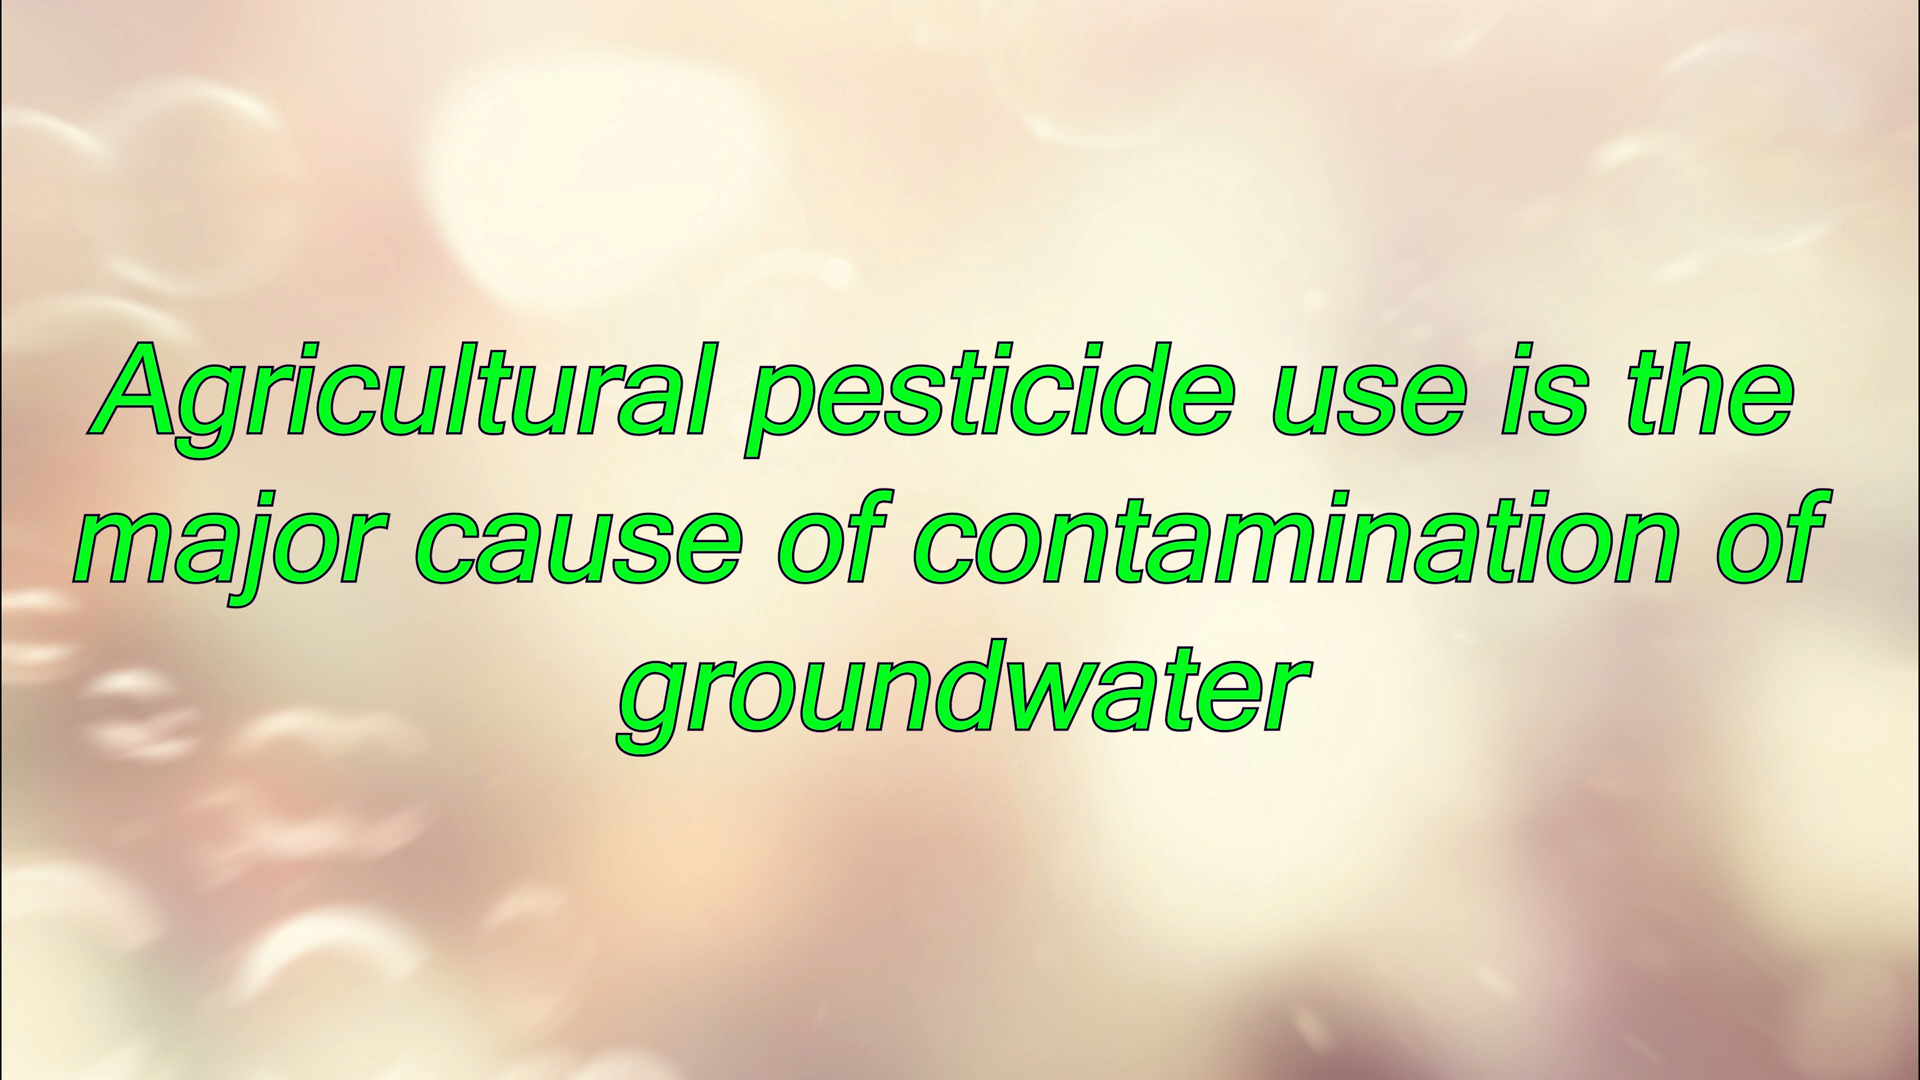 Agricultural pesticide use is the
major cause of contamination of
groundwater